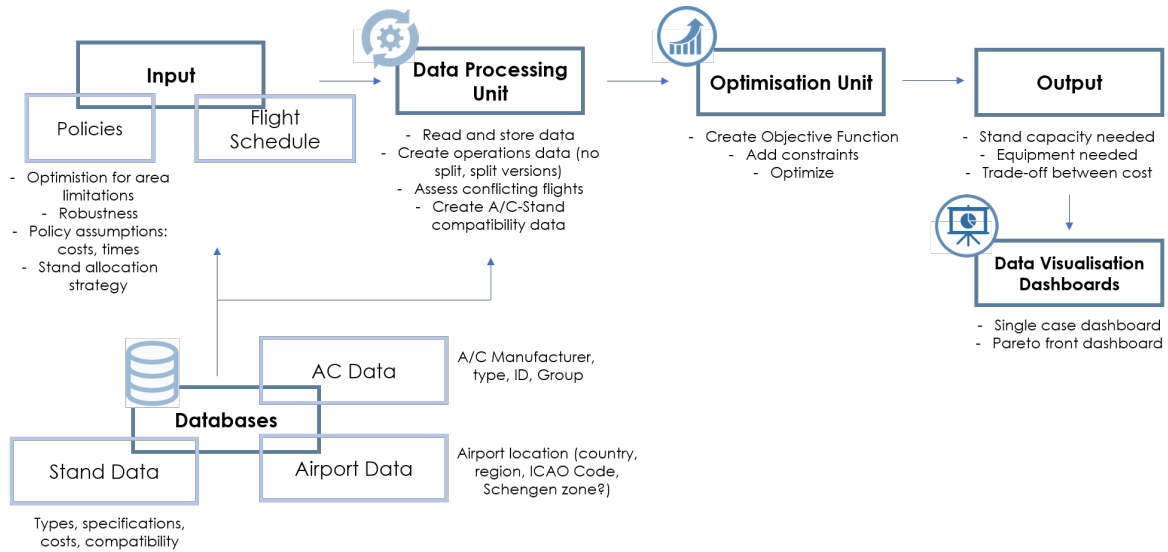 Input
Policies
Flight
Schedule
- Optimistion for area
limitations
- Robustness
- Policy assumptions:
costs, times
- Stand allocation
strategy
Data Processing
Unit
- Read and store data
- Create operations data (no
split, split versions)
- Assess conflicting flights
- Create A/C-Stand
compatibility data
Optimisation Unit
- Create Objective Function
- Add constraints
- Optimize
Output
- Stand capacity needed
- Equipment needed
- Trade-off between cost
Data Visualisation
Dashboards
- Single case dashboard
- Pareto front dashboard
Databases
AC Data
A/C Manufacturer,
type, ID, Group
Stand Data
Types, specifications,
costs, compatibility
Airport Data
Airport location (country,
region, ICAO Code,
Schengen zone?)